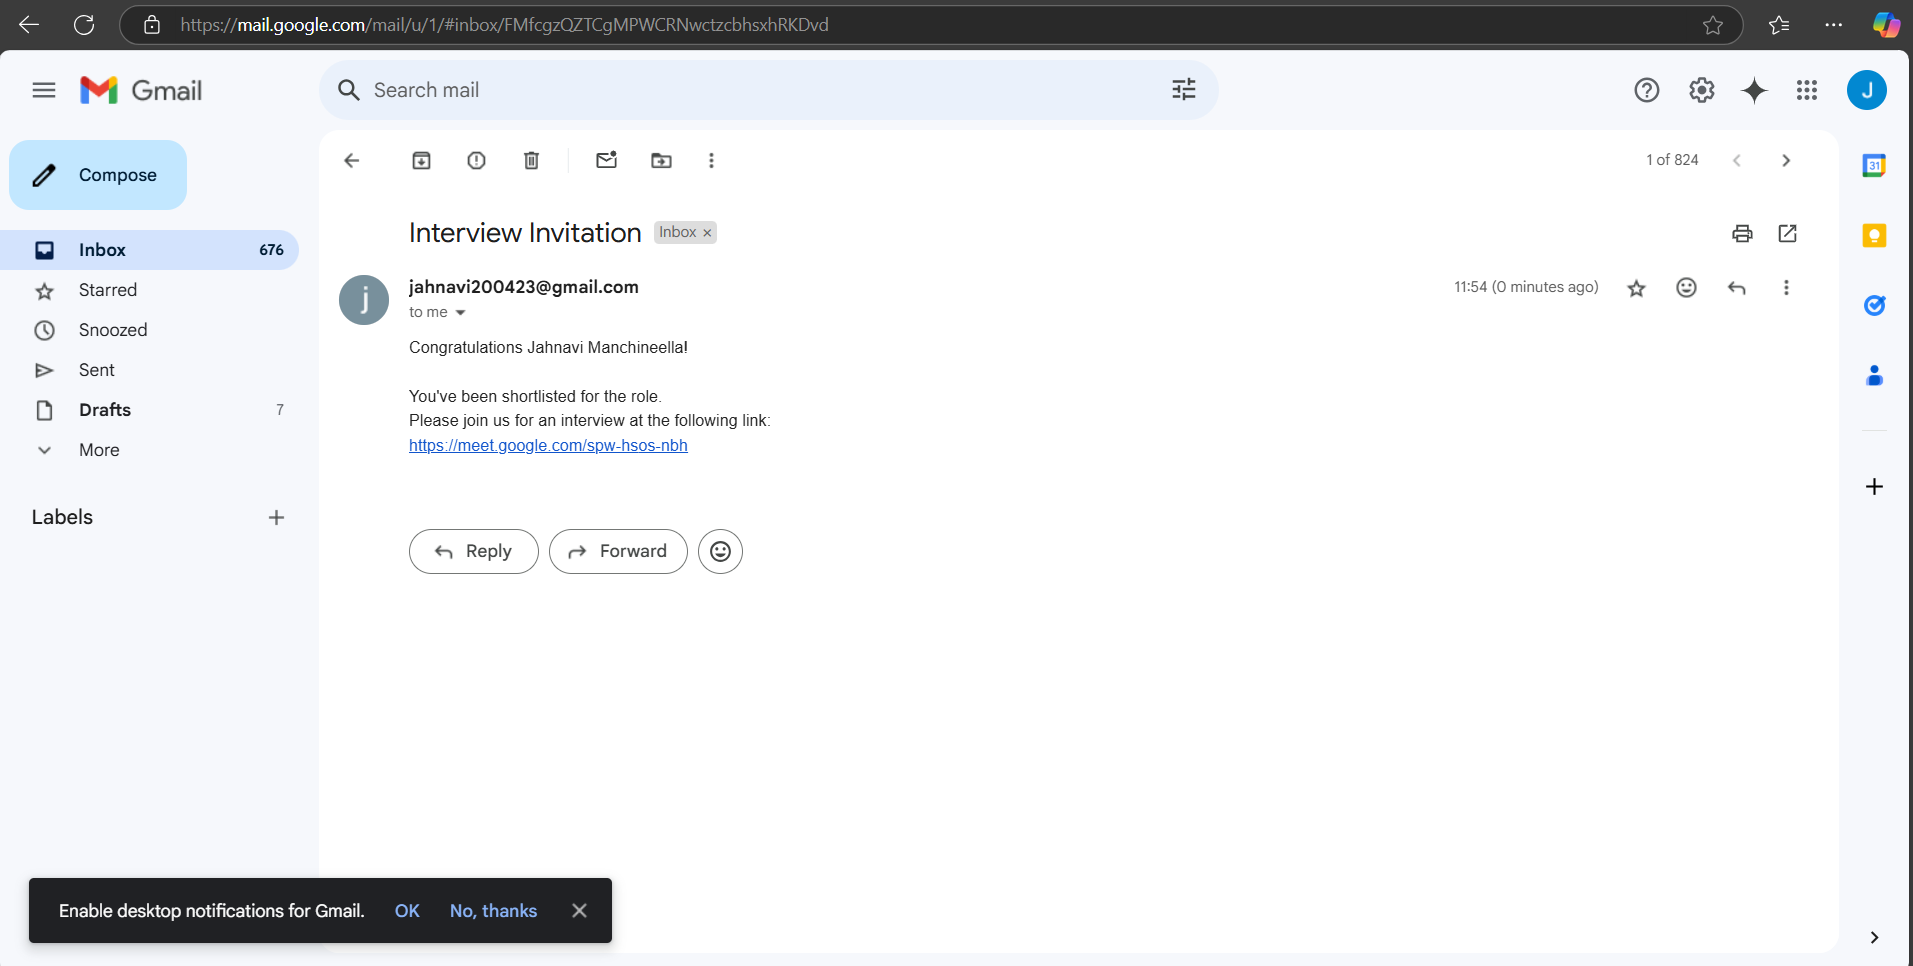 https://mail.google.com/mail/u/1/#inbox/FMfcgzQZTCgMPWCRNwctzcbhsxhRKDvd
Gmail
Search mail
J
Compose
1 of 824
31
Inbox 676
Starred
Snoozed
Sent
Drafts 7
More
Labels
Interview Invitation Inbox ×
j
jahnavi200423@gmail.com 11:54 (0 minutes ago)
to me
Congratulations Jahnavi Manchineella!
You've been shortlisted for the role.
Please join us for an interview at the following link:
https://meet.google.com/spw-hsos-nbh
Reply Forward
Enable desktop notifications for Gmail. OK No, thanks